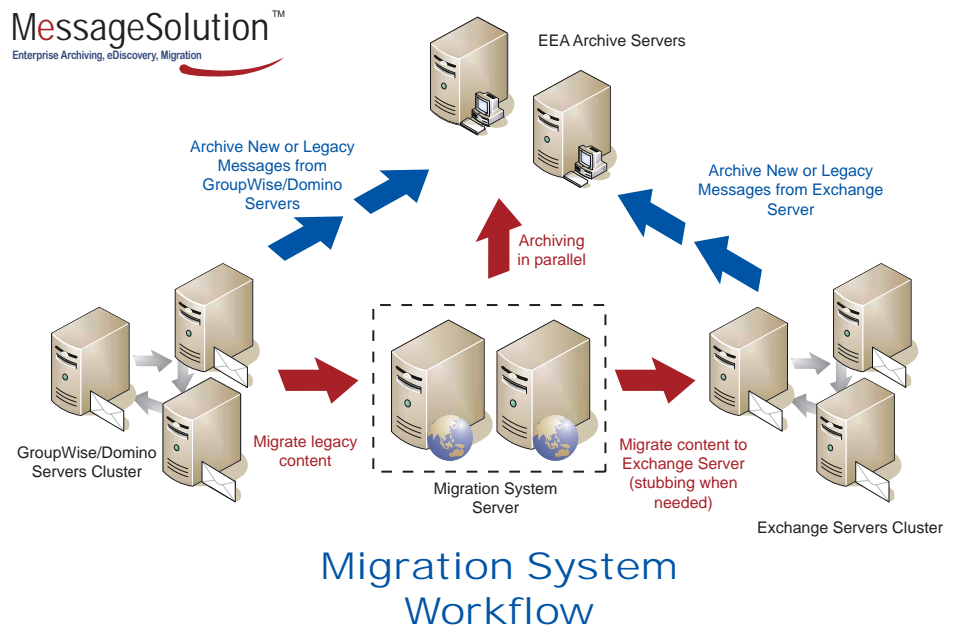 MessageSolution™
Enterprise Archiving, eDiscovery, Migration
EEA Archive Servers
Archive New or Legacy
Messages from
GroupWise/Domino
Servers
Archive New or Legacy
Messages from Exchange
Server
Archiving
in parallel
GroupWise/Domino
Servers Cluster
Migrate legacy
content
Migration System
Server
Migrate content to
Exchange Server
(stubbing when
needed)
Exchange Servers Cluster
Migration System
Workflow